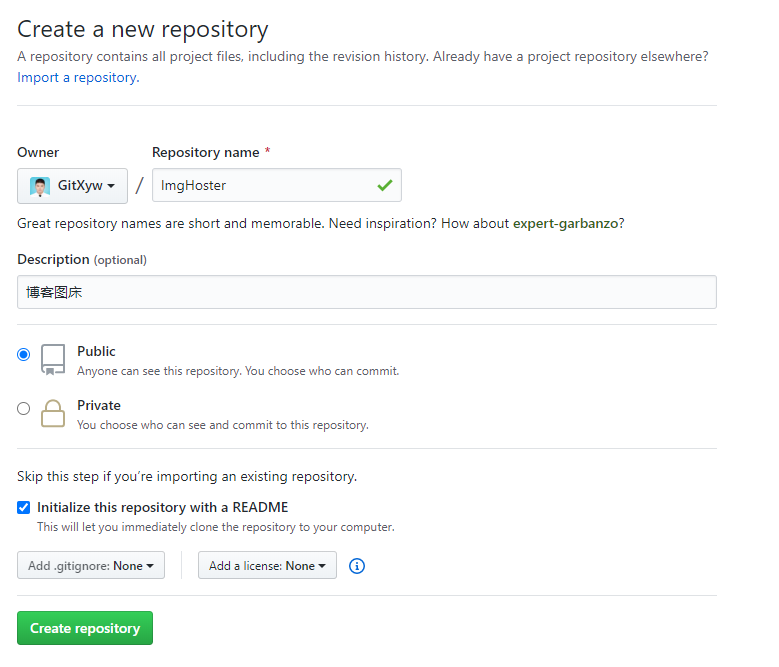 Create a new repository
A repository contains all project files, including the revision history. Already have a project repository elsewhere?
Import a repository.
Owner
Repository name *
GitXyw
/
ImgHoster
Great repository names are short and memorable. Need inspiration? How about expert-garbanzo?
Description (optional)
博客图床
Public
Anyone can see this repository. You choose who can commit.
Private
You choose who can see and commit to this repository.
Skip this step if you’re importing an existing repository.
Initialize this repository with a README
This will let you immediately clone the repository to your computer.
Add .gitignore: None
Add a license: None
Create repository